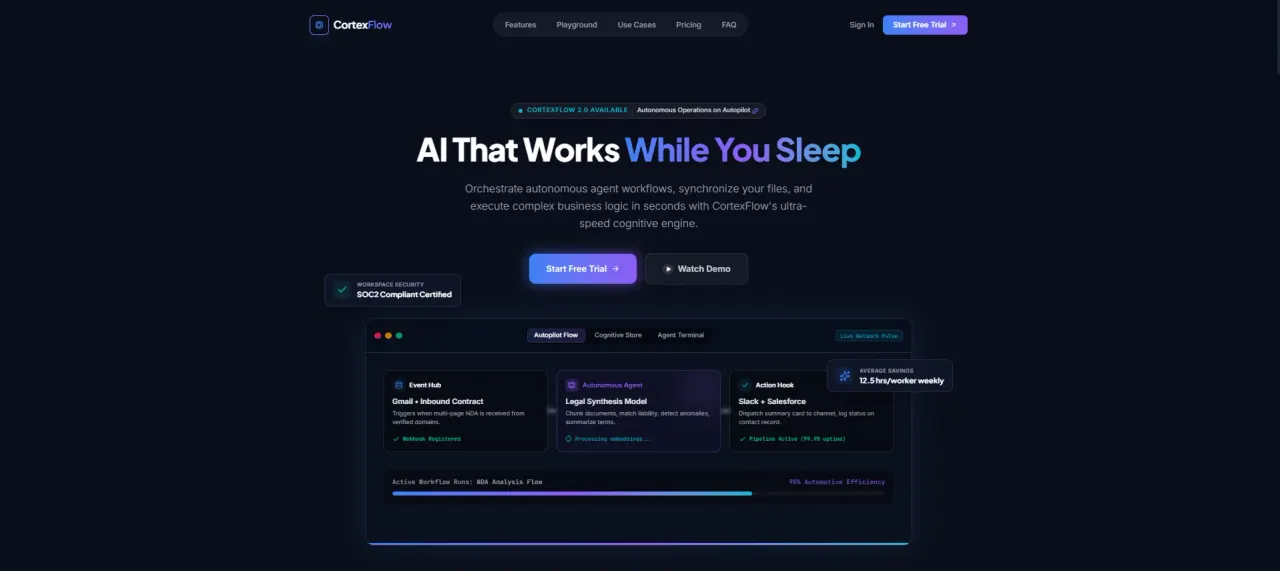 CortexFlow
Features
Playground
Use Cases
Pricing
FAQ
Sign In
Start Free Trial
CORTEXFLOW 2.0 AVAILABLE
Autonomous Operations on Autopilot
AI That Works While You Sleep
Orchestrate autonomous agent workflows, synchronize your files, and
execute complex business logic in seconds with CortexFlow's ultra-
speed cognitive engine.
Start Free Trial →
Watch Demo
WORKSPACE SECURITY
SOC2 Compliant Certified
Autopilot Flow
Cognitive Store
Agent Terminal
Live Network Pulse
AVERAGE SAVINGS
12.5 hrs/worker weekly
Event Hub
Gmail • Inbound Contract
Triggers when multi-page NDA is received from
verified domains.
Webhook Registered
Autonomous Agent
Legal Synthesis Model
Chunk documents, match liability, detect anomalies,
summarize terms.
Processing embeddings...
Action Hook
Slack + Salesforce
Dispatch summary card to channel, log status on
contact record.
Pipeline Active (99.9% uptime)
Active Workflow Runs: NDA Analysis Flow
98% Automative Efficiency